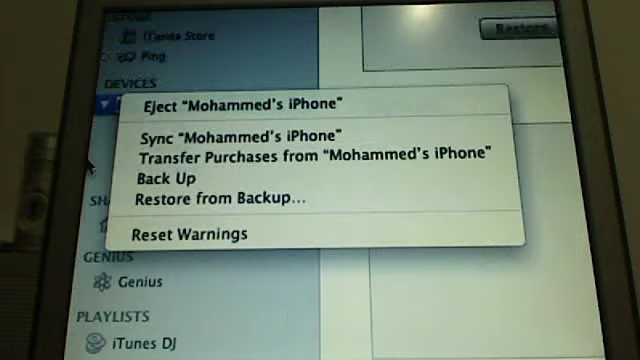 iTunes Store
Restore
Ping
DEVICES
Eject “Mohammed's iPhone”
Sync “Mohammed's iPhone”
Transfer Purchases from “Mohammed's iPhone”
Back Up
Restore from Backup...
Reset Warnings
GENIUS
Genius
PLAYLISTS
iTunes DJ